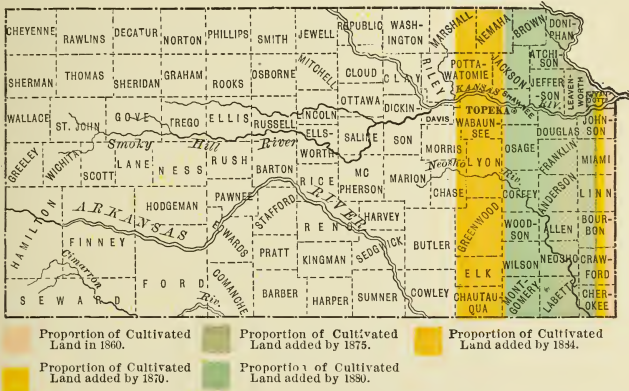 CHEYENNE RAWLINS DECATUR NORTON PHILLIPS SMITH JEWELL REPUBLIC WASH-INGTON MARSHALL NEMAHA BROWN DONI-PHAN
SHERMAN THOMAS SHERIDAN GRAHAM ROOKS OSBORNE MITCHELL CLOUD CLAY RILEY POTTA-WATOMIE JACKSON ATCHI-SON
JEFFER-SON LEAVEN-WORTH
OTTAWA DICKIN-SON KANSAS RIV.
WALLACE ST. JOHN GOVE TREGO ELLIS RUSSELL LINCOLN SALINE DAVIS TOPEKA WABAUN-SEE SHAWNEE DOUGLAS JOHN-SON
Smoky Hill River
GREELEY WICHITA SCOTT LANE NESS RUSH BARTON ELLS-WORTH RICE MC PHERSON MARION MORRIS CHASE LYON OSAGE FRANKLIN MIAMI
Neosho Riv.
HAMILTON ARKANSAS RIVER HODGEMAN PAWNEE STAFFORD RENO HARVEY COFFEY ANDERSON LINN
FINNEY EDWARDS SEDGWICK BUTLER GREENWOOD WOOD-SON ALLEN BOUR-BON
Cimarron
FORD PRATT KINGMAN ELK WILSON NEOSHO CRAW-FORD
SEWARD Riv. COMANCHE BARBER HARPER SUMNER COWLEY CHAUTAU-QUA MONT-GOMERY LABETTE CHER-OKEE
Proportion of Cultivated
Land in 1860.
Proportion of Cultivated
Land added by 1870.
Proportion of Cultivated
Land added by 1875.
Proportion of Cultivated
Land added by 1880.
Proportion of Cultivated
Land added by 1884.